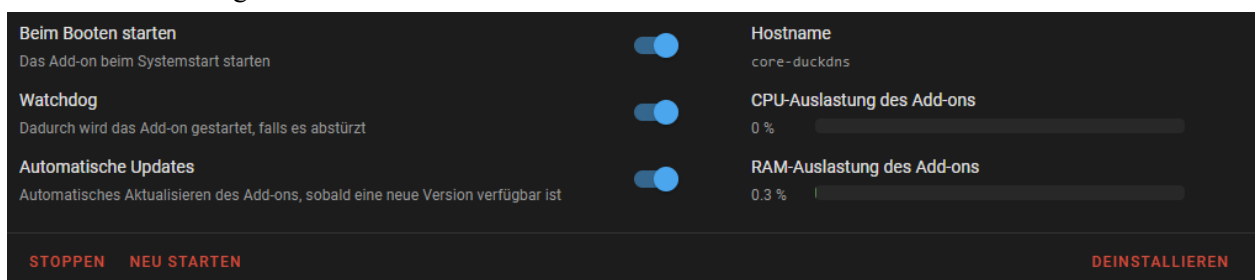 Beim Booten starten
Das Add-on beim Systemstart starten
Watchdog
Dadurch wird das Add-on gestartet, falls es abstürzt
Automatische Updates
Automatisches Aktualisieren des Add-ons, sobald eine neue Version verfügbar ist
Hostname
core-duckdns
CPU-Auslastung des Add-ons
0 %
RAM-Auslastung des Add-ons
0.3 %
STOPPEN NEU STARTEN DEINSTALLIEREN